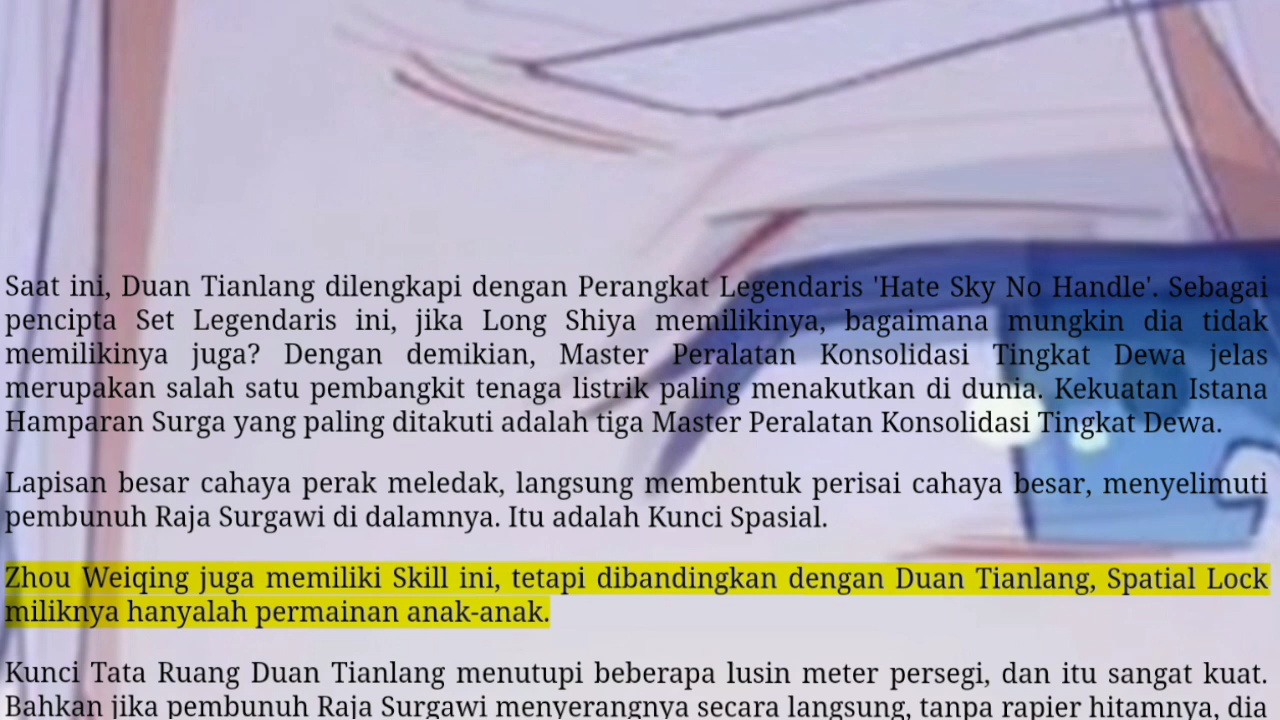 Saat ini, Duan Tianlang dilengkapi dengan Perangkat Legendaris 'Hate Sky No Handle'. Sebagai
pencipta Set Legendaris ini, jika Long Shiya memilikinya, bagaimana mungkin dia tidak
memilikinya juga? Dengan demikian, Master Peralatan Konsolidasi Tingkat Dewa jelas
merupakan salah satu pembangkit tenaga listrik paling menakutkan di dunia. Kekuatan Istana
Hamparan Surga yang paling ditakuti adalah tiga Master Peralatan Konsolidasi Tingkat Dewa.
Lapisan besar cahaya perak meledak, langsung membentuk perisai cahaya besar, menyelimuti
pembunuh Raja Surgawi di dalamnya. Itu adalah Kunci Spasial.
Zhou Weiqing juga memiliki Skill ini, tetapi dibandingkan dengan Duan Tianlang, Spatial Lock
miliknya hanyalah permainan anak-anak.
Kunci Tata Ruang Duan Tianlang menutupi beberapa lusin meter persegi, dan itu sangat kuat.
Bahkan jika pembunuh Raja Surgawi menyerangnya secara langsung, tanpa rapier hitamnya, dia